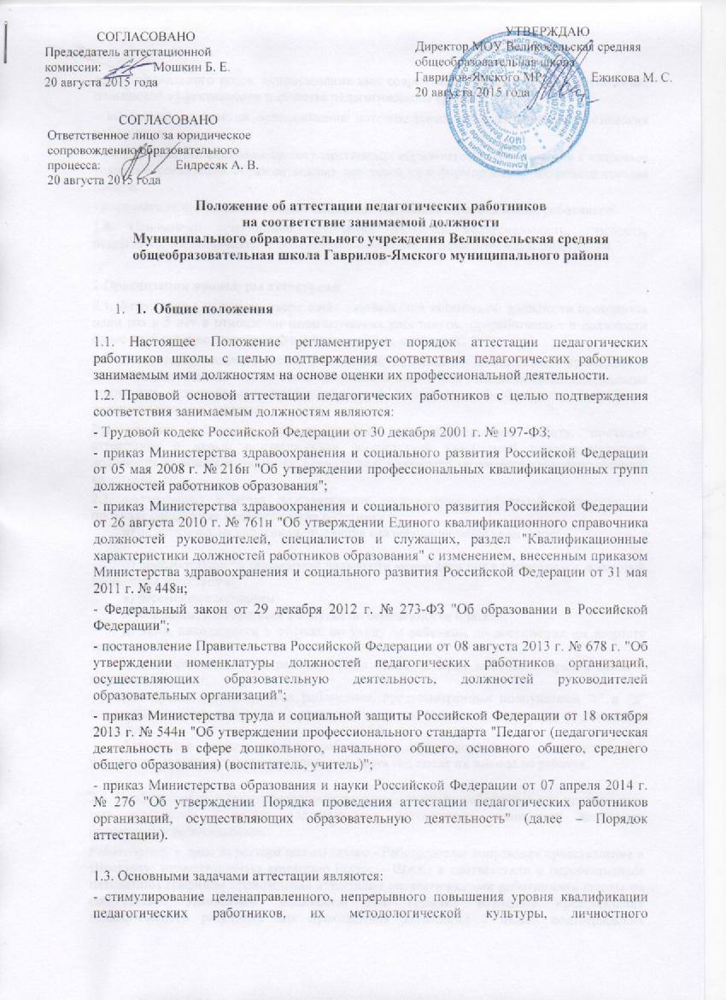 СОГЛАСОВАНО
Председатель аттестационной
комиссии: Мошкин Б. Е.
20 августа 2015 года
УТВЕРЖДАЮ
Директор МОУ Великосельская средняя
общеобразовательная школа
Гаврилов-Ямского МР: Ежикова М. С.
20 августа 2015 года
СОГЛАСОВАНО
Ответственное лицо за юридическое
сопровождению образовательного
процесса: Ендресяк А. В.
20 августа 2015 года
Положение об аттестации педагогических работников
на соответствие занимаемой должности
Муниципального образовательного учреждения Великосельская средняя
общеобразовательная школа Гаврилов-Ямского муниципального района
1. 1. Общие положения
1.1. Настоящее Положение регламентирует порядок аттестации педагогических
работников школы с целью подтверждения соответствия педагогических работников
занимаемым ими должностям на основе оценки их профессиональной деятельности.
1.2. Правовой основой аттестации педагогических работников с целью подтверждения
соответствия занимаемым должностям являются:
- Трудовой кодекс Российской Федерации от 30 декабря 2001 г. № 197-ФЗ;
- приказ Министерства здравоохранения и социального развития Российской Федерации
от 05 мая 2008 г. № 216н "Об утверждении профессиональных квалификационных групп
должностей работников образования";
- приказ Министерства здравоохранения и социального развития Российской Федерации
от 26 августа 2010 г. № 761н "Об утверждении Единого квалификационного справочника
должностей руководителей, специалистов и служащих, раздел "Квалификационные
характеристики должностей работников образования" с изменением, внесенным приказом
Министерства здравоохранения и социального развития Российской Федерации от 31 мая
2011 г. № 448н;
- Федеральный закон от 29 декабря 2012 г. № 273-ФЗ "Об образовании в Российской
Федерации";
- постановление Правительства Российской Федерации от 08 августа 2013 г. № 678 г. "Об
утверждении номенклатуры должностей педагогических работников организаций,
осуществляющих образовательную деятельность, должностей руководителей
образовательных организаций";
- приказ Министерства труда и социальной защиты Российской Федерации от 18 октября
2013 г. № 544н "Об утверждении профессионального стандарта "Педагог (педагогическая
деятельность в сфере дошкольного, начального общего, основного общего, среднего
общего образования) (воспитатель, учитель)";
- приказ Министерства образования и науки Российской Федерации от 07 апреля 2014 г.
№ 276 "Об утверждении Порядка проведения аттестации педагогических работников
организаций, осуществляющих образовательную деятельность" (далее – Порядок
аттестации).
1.3. Основными задачами аттестации являются:
- стимулирование целенаправленного, непрерывного повышения уровня квалификации
педагогических работников, их методологической культуры, личностного